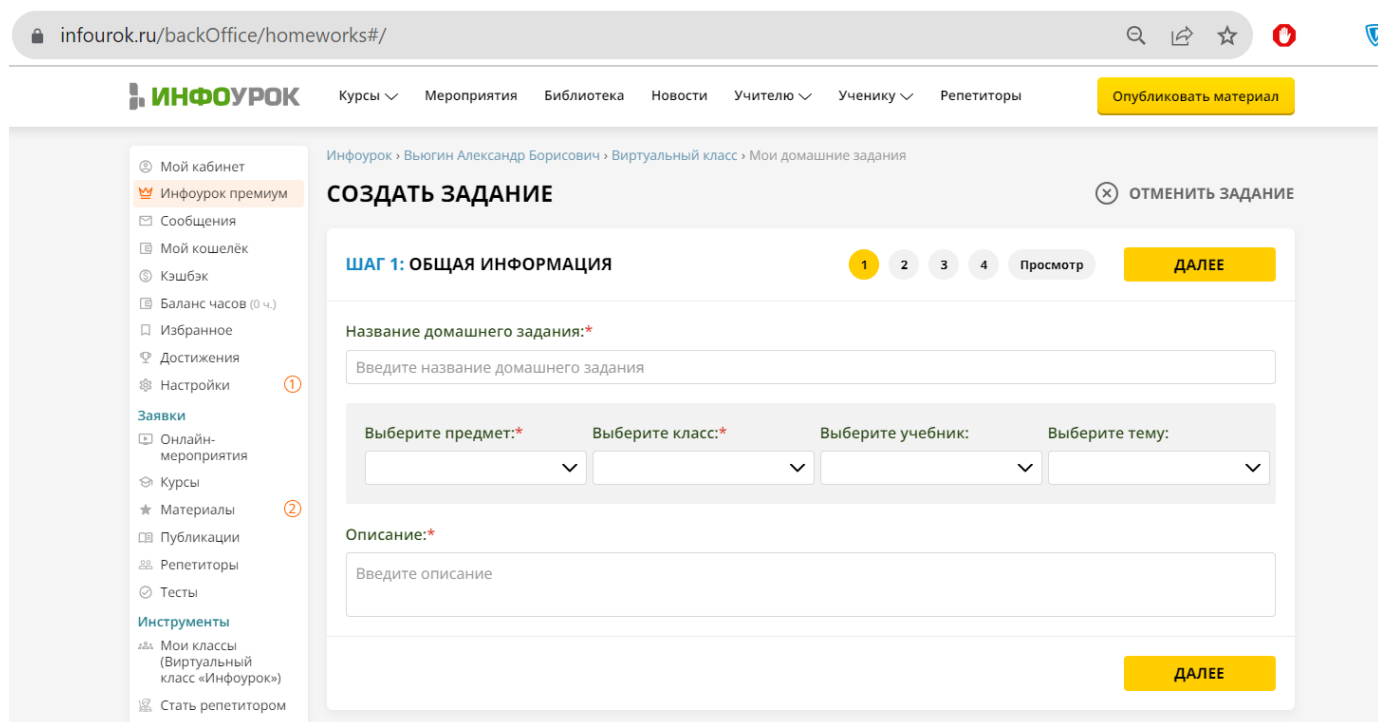 infourok.ru/backOffice/homeworks#/
ИНФОУРОК
Курсы Мероприятия Библиотека Новости Учителю Ученику Репетиторы
Опубликовать материал
Мой кабинет
Инфоурок премиум
Сообщения
Мой кошелёк
Кэшбэк
Баланс часов (0 ч.)
Избранное
Достижения
Настройки 1
Заявки
Онлайн-
мероприятия
Курсы
Материалы 2
Публикации
Репетиторы
Тесты
Инструменты
Мои классы
(Виртуальный
класс «Инфоурок»)
Стать репетитором
Инфоурок › Вьюгин Александр Борисович › Виртуальный класс › Мои домашние задания
СОЗДАТЬ ЗАДАНИЕ
ОТМЕНИТЬ ЗАДАНИЕ
ШАГ 1: ОБЩАЯ ИНФОРМАЦИЯ
1 2 3 4 Просмотр
ДАЛЕЕ
Название домашнего задания:*
Введите название домашнего задания
Выберите предмет:* Выберите класс:* Выберите учебник: Выберите тему:
Описание:*
Введите описание
ДАЛЕЕ